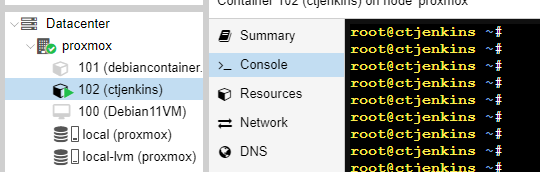 Container 102 (ctjenkins) on node 'proxmox'
Datacenter
proxmox
101 (debiancontainer.
102 (ctjenkins)
100 (Debian11VM)
local (proxmox)
local-lvm (proxmox)
Summary
Console
Resources
Network
DNS
root@ctjenkins ~#
root@ctjenkins ~#
root@ctjenkins ~#
root@ctjenkins ~#
root@ctjenkins ~#
root@ctjenkins ~#
root@ctjenkins ~#
root@ctjenkins ~#
root@ctjenkins ~#